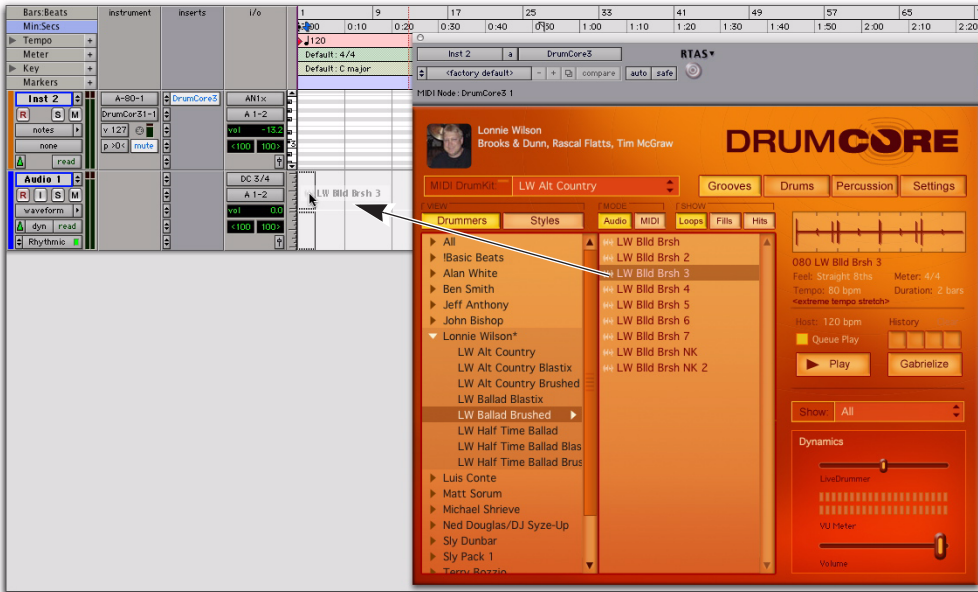 Bars:Beats
Min:Secs
Tempo +
Meter +
Key +
Markers +
instrument
inserts
i/o
1 9 17 25 33 41 49 57 65
0:10 0:20 0:30 0:40 0:50 1:00 1:10 1:20 1:30 1:40 1:50 2:00 2:10 2:20
120
Default: 4/4
Default: C major
Inst 2
R S M
notes
none
read
A-80-1
DrumCor31-1
v 127
p >0< mute
DrumCore3
AN1x
A 1-2
vol -13.2
<100 100>
Audio 1
R I S M
waveform
dyn read
Rhythmic
DC 3/4
A 1-2
vol 0.0
<100 100>
LW Blld Brsh 3
Inst 2 a DrumCore3 RTAS
<factory default> - + compare auto safe
MIDI Node: DrumCore3 1
Lonnie Wilson
Brooks & Dunn, Rascal Flatts, Tim McGraw
DRUMCORE
MIDI DrumKit: LW Alt Country
Grooves Drums Percussion Settings
VIEW
Drummers Styles
MODE
Audio MIDI
SHOW
Loops Fills Hits
All
!Basic Beats
Alan White
Ben Smith
Jeff Anthony
John Bishop
Lonnie Wilson*
LW Alt Country
LW Alt Country Blastix
LW Alt Country Brushed
LW Ballad Blastix
LW Ballad Brushed
LW Half Time Ballad
LW Half Time Ballad Blas
LW Half Time Ballad Brus
Luis Conte
Matt Sorum
Michael Shrieve
Ned Douglas/DJ Syze-Up
Sly Dunbar
Sly Pack 1
Terry Bozzio
LW Blld Brsh
LW Blld Brsh 2
LW Blld Brsh 3
LW Blld Brsh 4
LW Blld Brsh 5
LW Blld Brsh 6
LW Blld Brsh 7
LW Blld Brsh NK
LW Blld Brsh NK 2
080 LW Blld Brsh 3
Feel: Straight 8ths Meter: 4/4
Tempo: 80 bpm Duration: 2 bars
<extreme tempo stretch>
Host: 120 bpm History
Queue Play
Play Gabrielize
Show: All
Dynamics
LiveDrummer
VU Meter
Volume